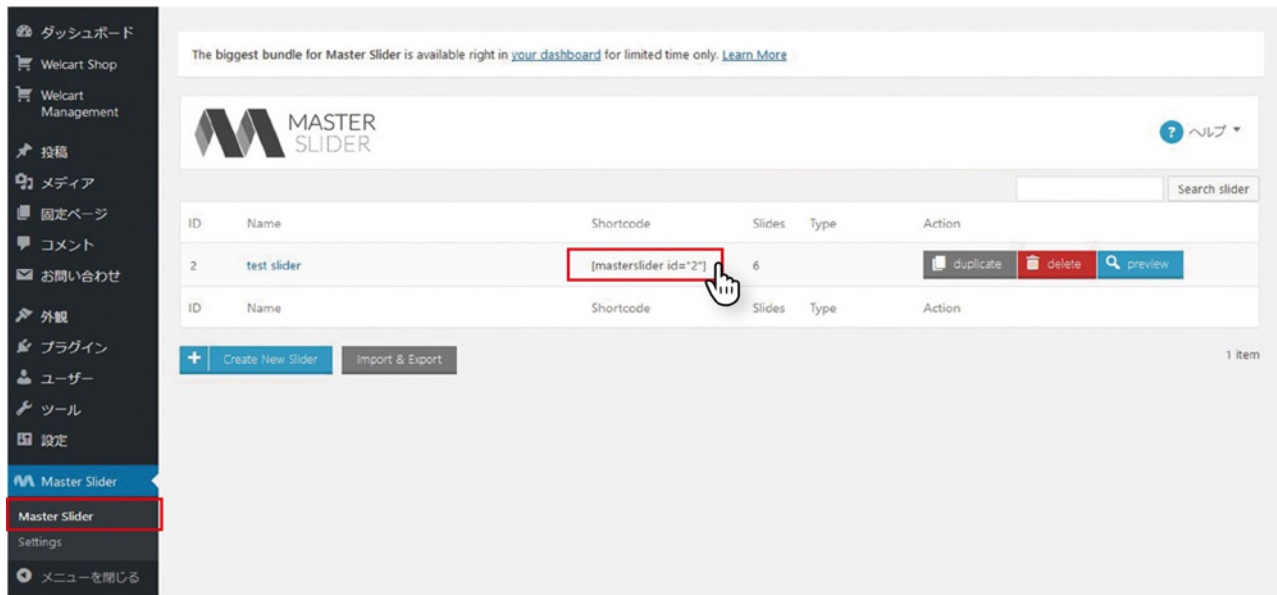 ダッシュボード
Welcart Shop
Welcart
Management
投稿
メディア
固定ページ
コメント
お問い合わせ
外観
プラグイン
ユーザー
ツール
設定
Master Slider
Master Slider
Settings
メニューを閉じる
The biggest bundle for Master Slider is available right in your dashboard for limited time only. Learn More
MASTER
SLIDER
? ヘルプ
Search slider
ID Name Shortcode Slides Type Action
2 test slider [masterslider id="2"] 6 duplicate delete preview
ID Name Shortcode Slides Type Action
+ Create New Slider Import & Export 1 item